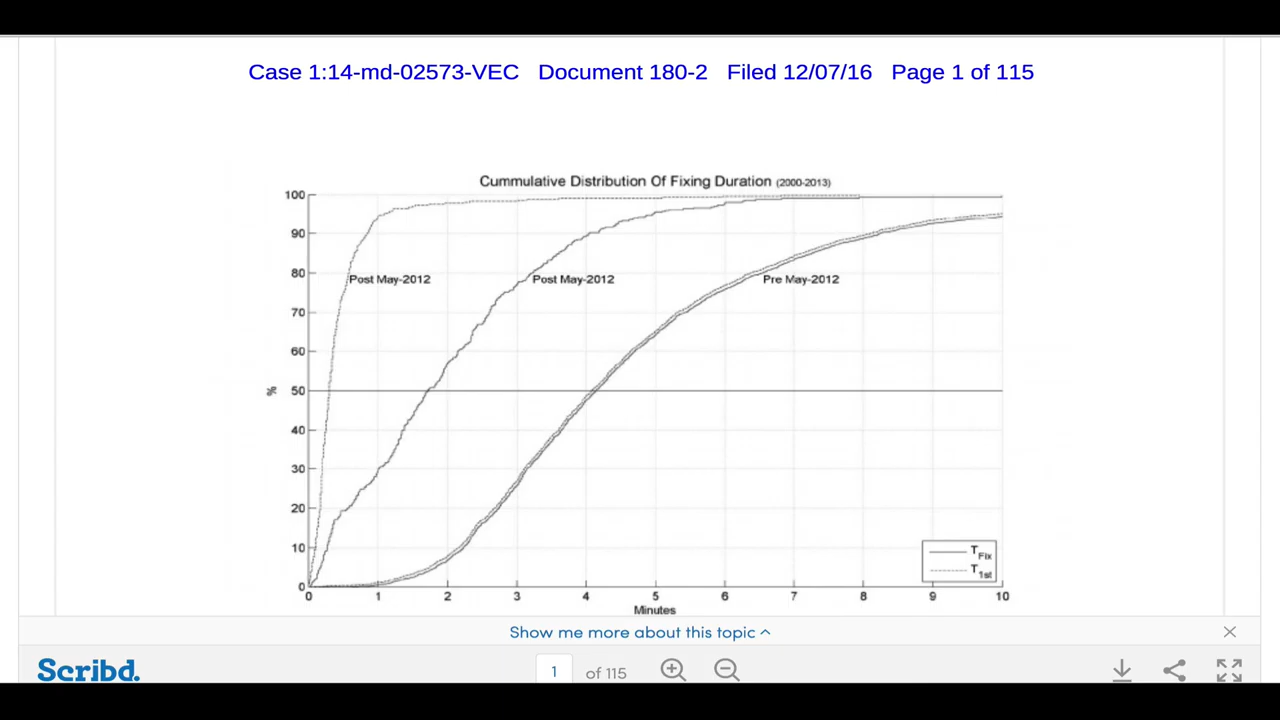 Case 1:14-md-02573-VEC Document 180-2 Filed 12/07/16 Page 1 of 115
Cummulative Distribution Of Fixing Duration (2000-2013)
100
90
80
70
60
50
40
30
20
10
0
%
Post May-2012
Post May-2012
Pre May-2012
T Fix
T 1st
0 1 2 3 4 5 6 7 8 9 10
Minutes
Show me more about this topic
Scribd.
1 of 115